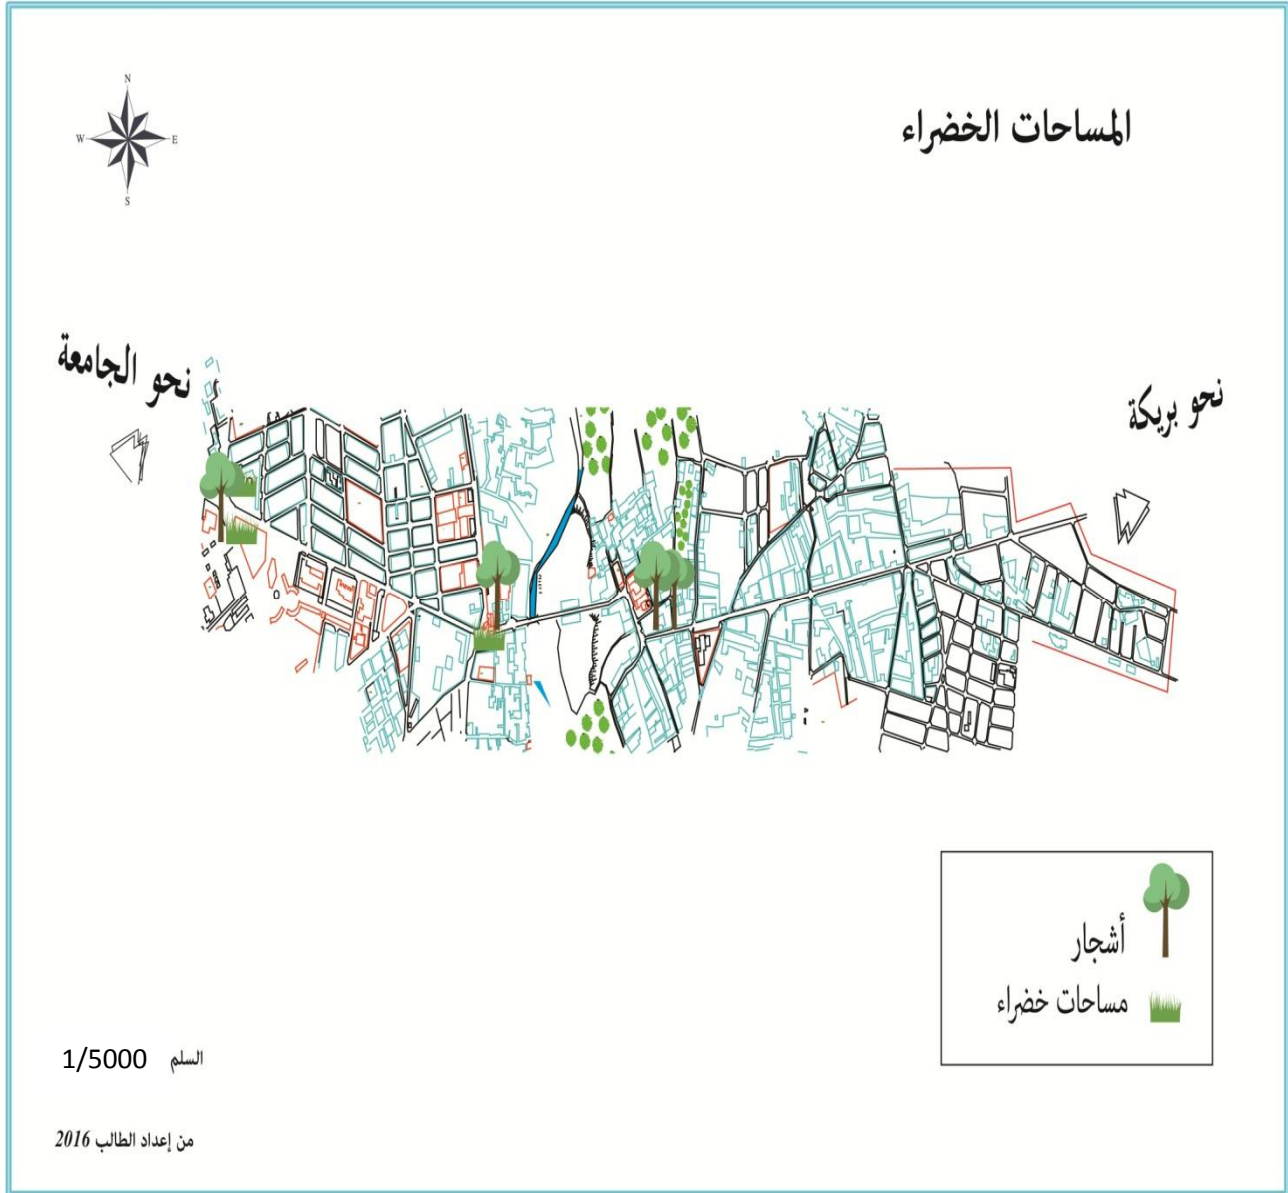 N
W E
S
المساحات الخضراء
نحو الجامعة
نحو بريكة
أشجار
مساحات خضراء
السلم 1/5000
من إعداد الطالب 2016